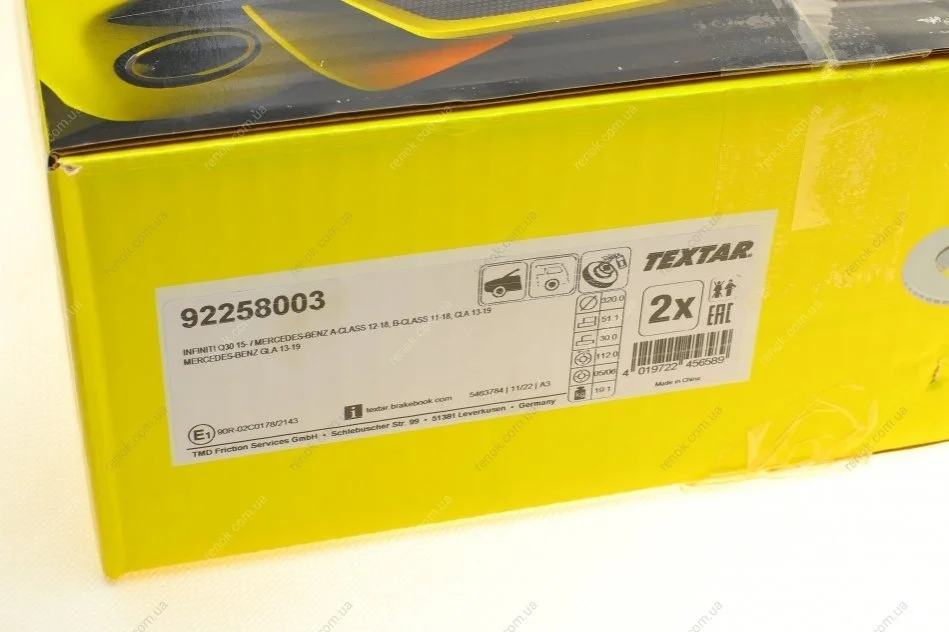 92258003
INFINITI Q30 15- / MERCEDES-BENZ A-CLASS 12-18, B-CLASS 11-18, GLA 13-19
MERCEDES-BENZ GLA 13-19
5463784 | 11/22 | A3
i textar.brakebook.com
E1 90R-02C0178/2143
TMD Friction Services GmbH • Schlebuscher Str. 99 • 51381 Leverkusen • Germany
320.0
51.1
30.0
112.0
05/06
kg 19.1
TEXTAR
2x
EAC
4 019722 456589
Made in China
renok.com.ua